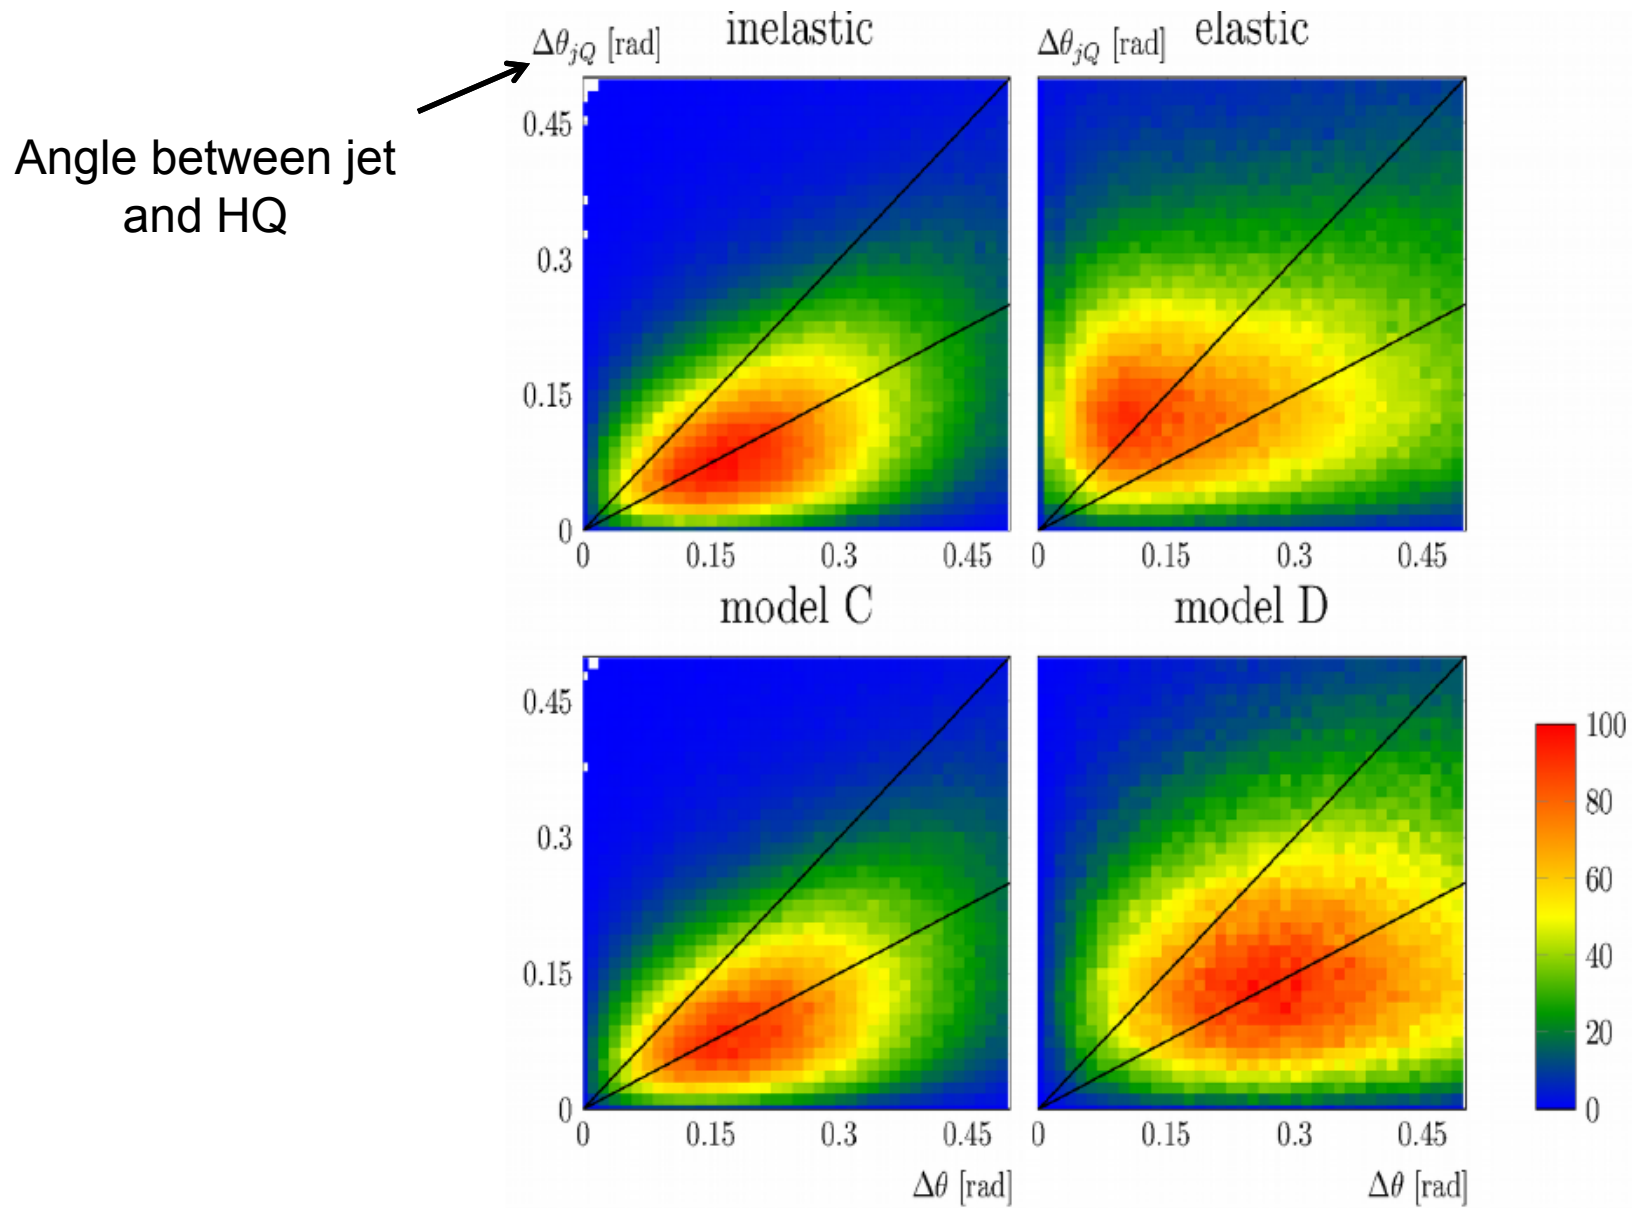 Δθ_jQ [rad] inelastic Δθ_jQ [rad] elastic
Angle between jet
and HQ
0.45
0.3
0.15
0
0 0.15 0.3 0.45 0 0.15 0.3 0.45
model C model D
0.45
0.3
0.15
0
0 0.15 0.3 0.45 0 0.15 0.3 0.45
Δθ [rad] Δθ [rad]
100
80
60
40
20
0